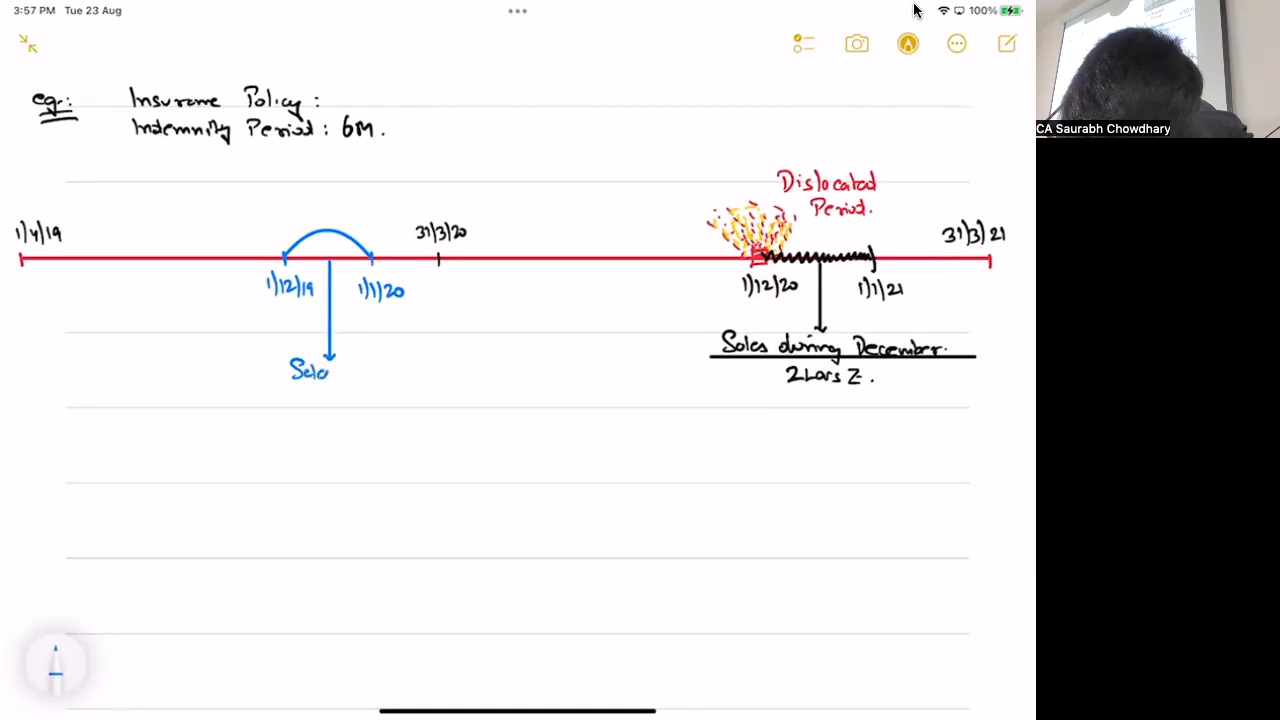 3:57 PM Tue 23 Aug
100%
CA Saurabh Chowdhary
eg:
Insurance Policy:
Indemnity Period: 6M.
Dislocated
Period.
1/4/19
31/3/20
31/3/21
1/12/19
1/1/20
1/12/20
1/1/21
Sales during December.
Sale
2 Lacs